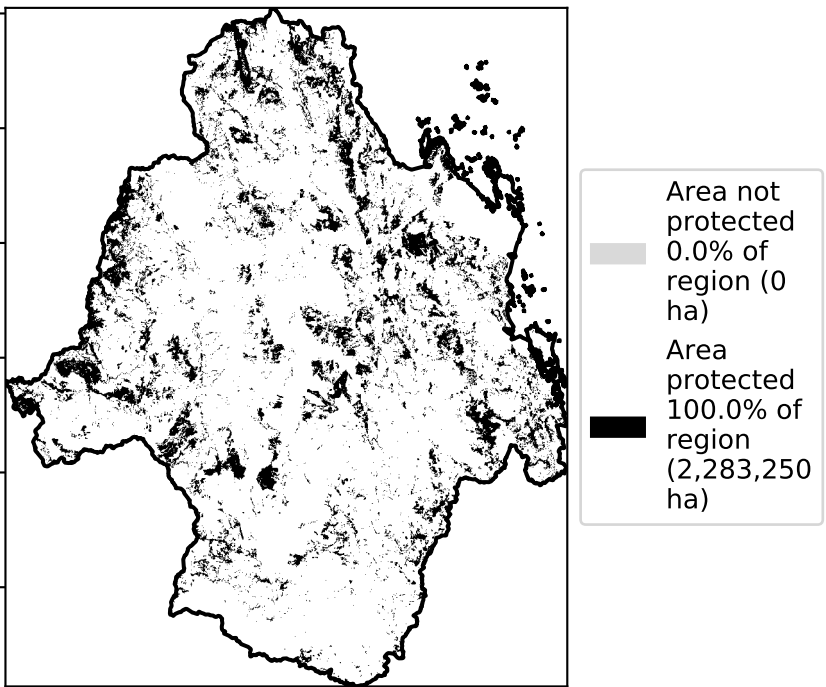 Area not
protected
0.0% of
region (0
ha)
Area
protected
100.0% of
region
(2,283,250
ha)